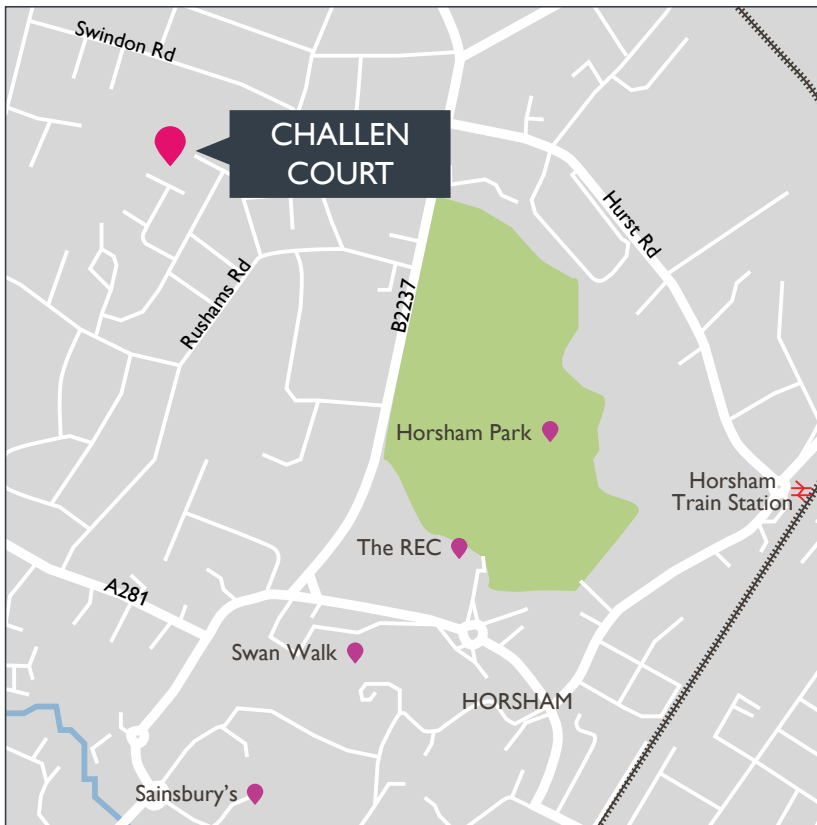 Swindon Rd
CHALLEN
COURT
Hurst Rd
Rushams Rd
B2237
Horsham Park
Horsham
Train Station
The REC
A281
Swan Walk
HORSHAM
Sainsbury's